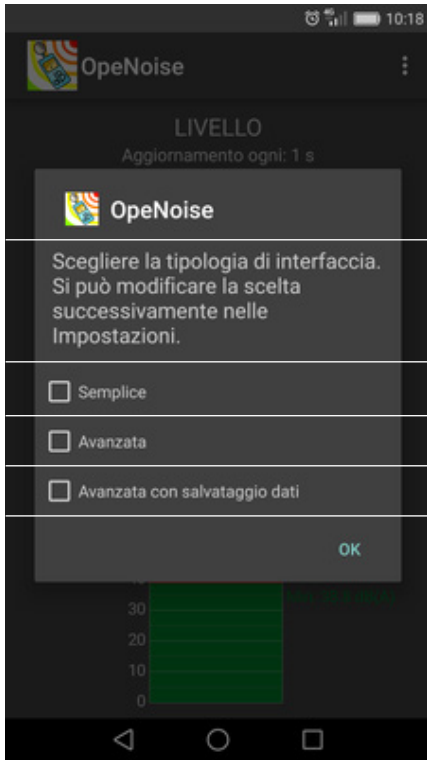 10:18
OpeNoise
LIVELLO
Aggiornamento ogni: 1 s
OpeNoise
Scegliere la tipologia di interfaccia.
Si può modificare la scelta
successivamente nelle
Impostazioni.
Semplice
Avanzata
Avanzata con salvataggio dati
OK
30
20
10
0